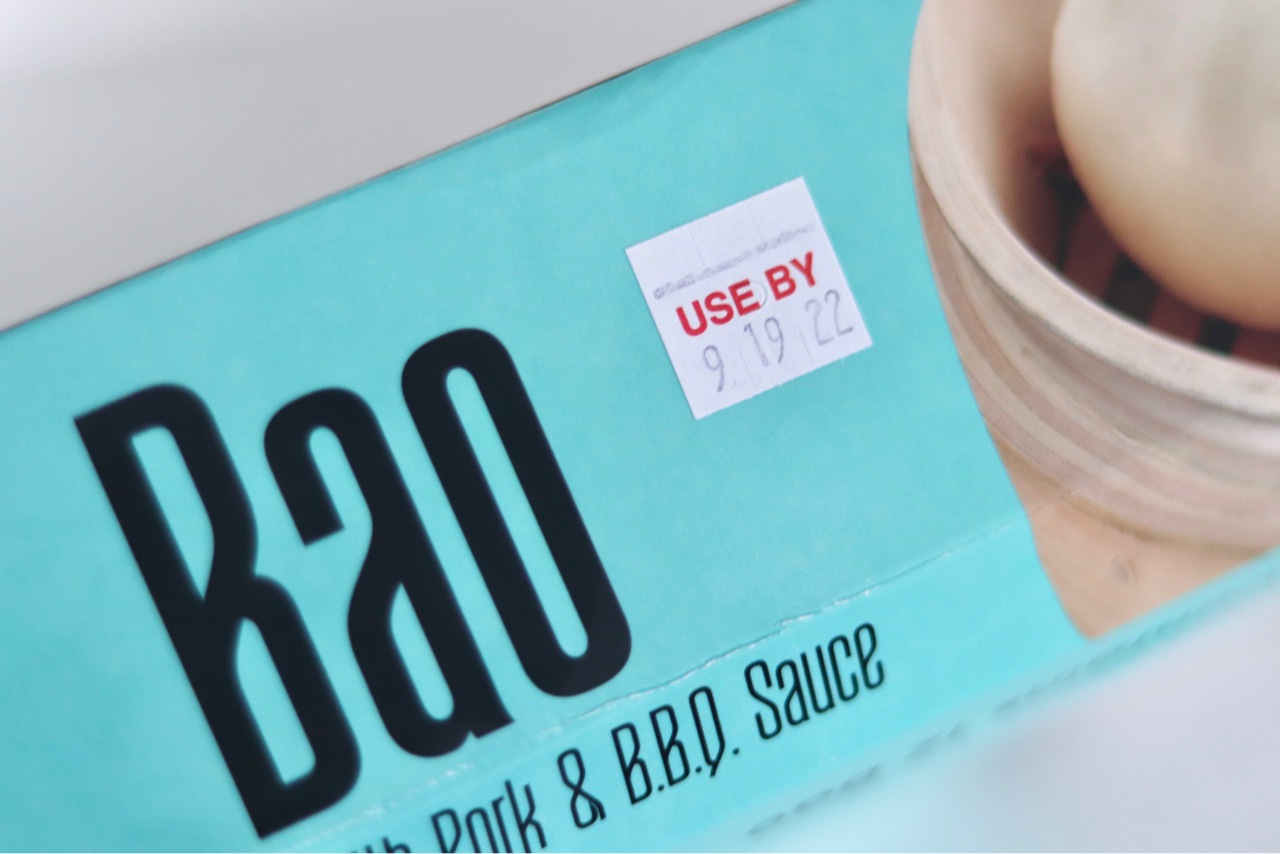 USE BY
9 19 22
Bao
Pork & B.B.Q. Sauce